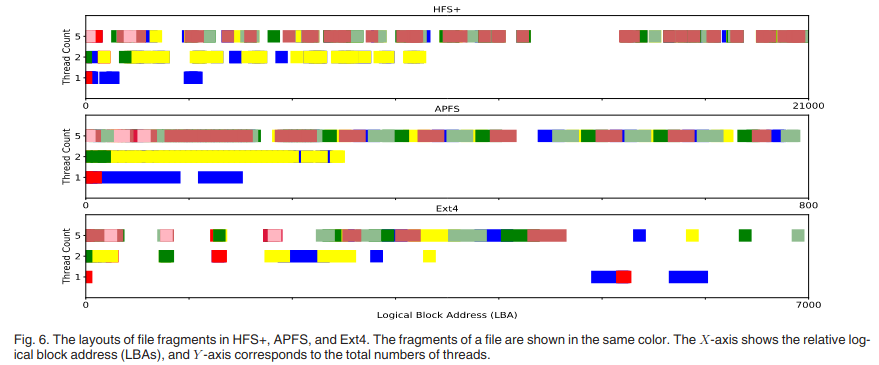 HFS+
Thread Count
5
2
1
0
21000
APFS
Thread Count
5
2
1
0
800
Ext4
Thread Count
5
2
1
0
7000
Logical Block Address (LBA)
Fig. 6. The layouts of file fragments in HFS+, APFS, and Ext4. The fragments of a file are shown in the same color. The X-axis shows the relative log-
ical block address (LBAs), and Y-axis corresponds to the total numbers of threads.